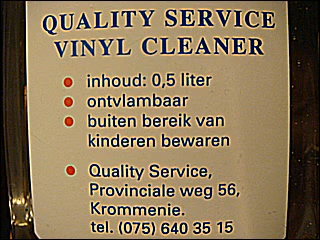 QUALITY SERVICE
VINYL CLEANER
• inhoud: 0,5 liter
• ontvlambaar
• buiten bereik van
kinderen bewaren
• Quality Service,
Provinciale weg 56,
Krommenie.
tel. (075) 640 35 15